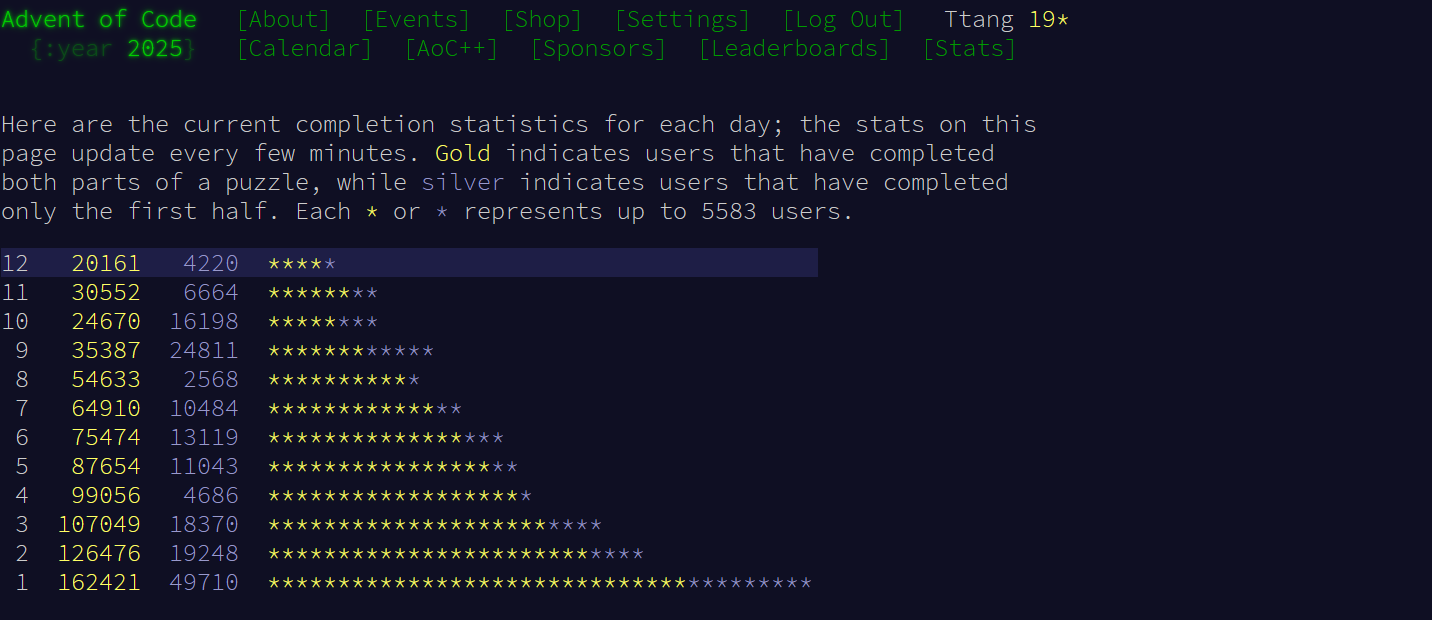 Advent of Code [About] [Events] [Shop] [Settings] [Log Out] Ttang 19*
{:year 2025} [Calendar] [AoC++] [Sponsors] [Leaderboards] [Stats]
Here are the current completion statistics for each day; the stats on this
page update every few minutes. Gold indicates users that have completed
both parts of a puzzle, while silver indicates users that have completed
only the first half. Each * or * represents up to 5583 users.
12 20161 4220 *****
11 30552 6664 ********
10 24670 16198 ********
9 35387 24811 ************
8 54633 2568 ***********
7 64910 10484 **************
6 75474 13119 *****************
5 87654 11043 ******************
4 99056 4686 *******************
3 107049 18370 ************************
2 126476 19248 ***************************
1 162421 49710 ***************************************